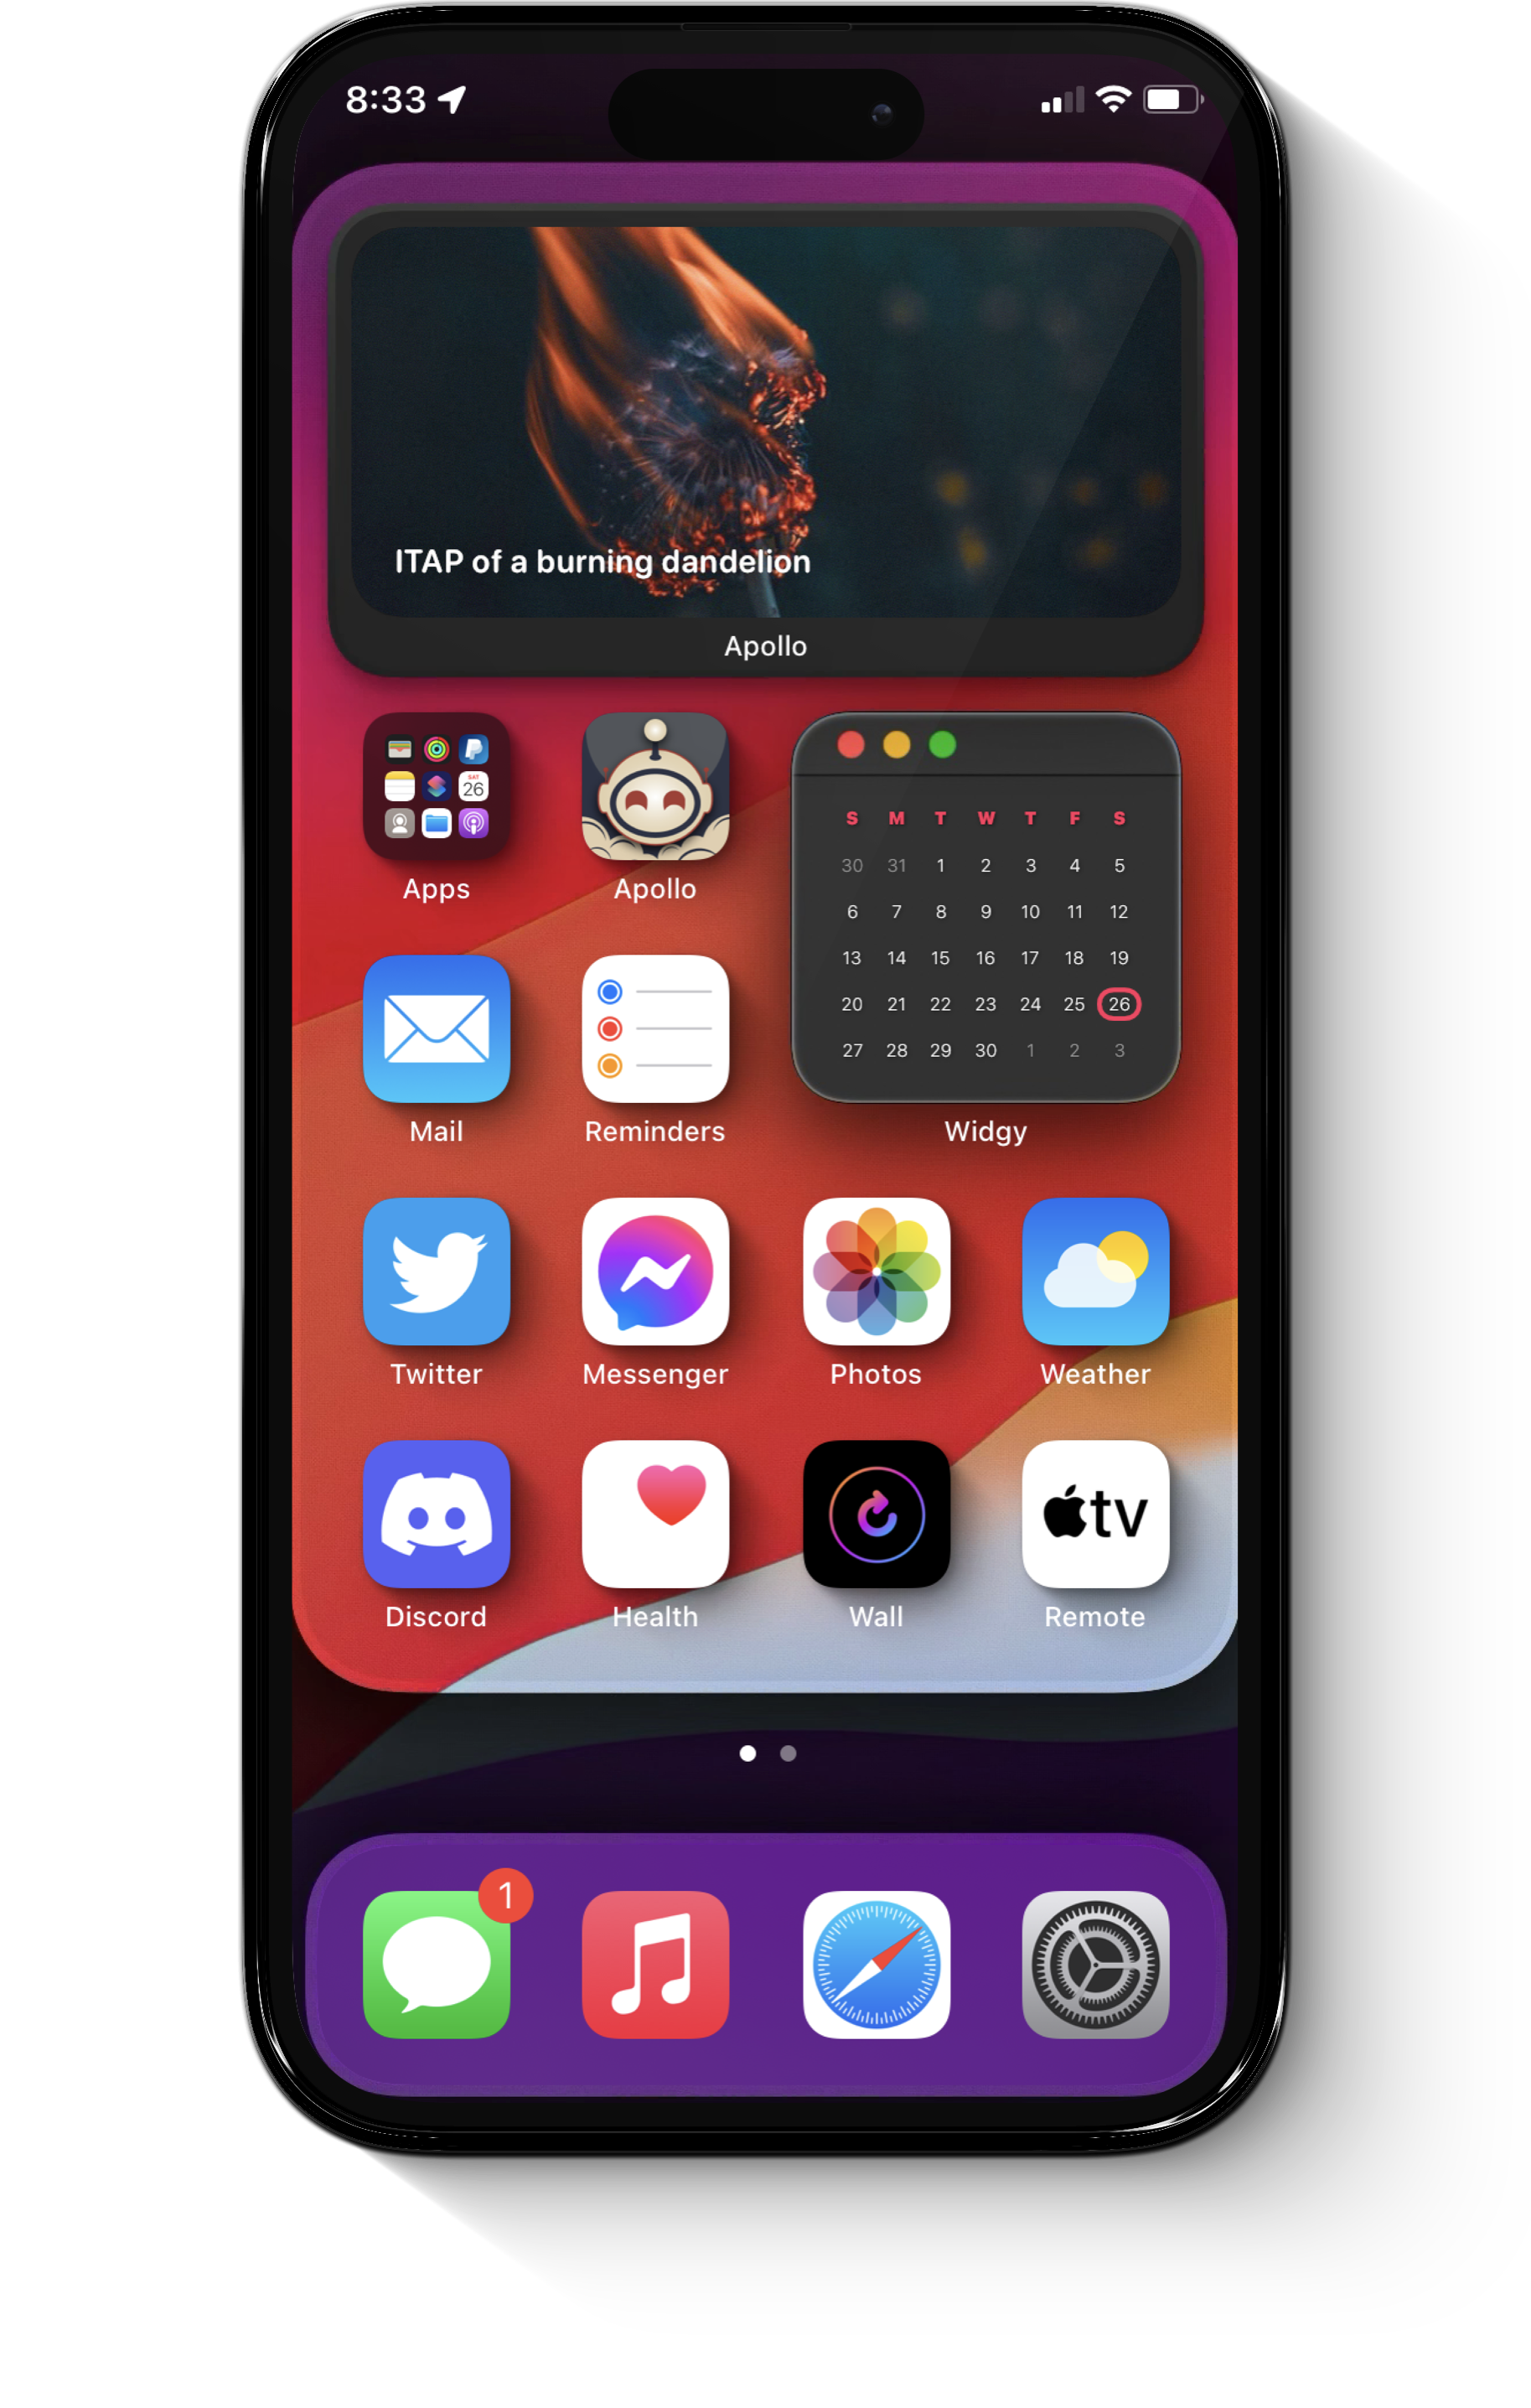 8:33
ITAP of a burning dandelion
Apollo
SAT
26
Apps
Apollo
S M T W T F S
30 31 1 2 3 4 5
6 7 8 9 10 11 12
13 14 15 16 17 18 19
20 21 22 23 24 25 26
27 28 29 30 1 2 3
Mail
Reminders
Widgy
Twitter
Messenger
Photos
Weather
tv
Discord
Health
Wall
Remote
1